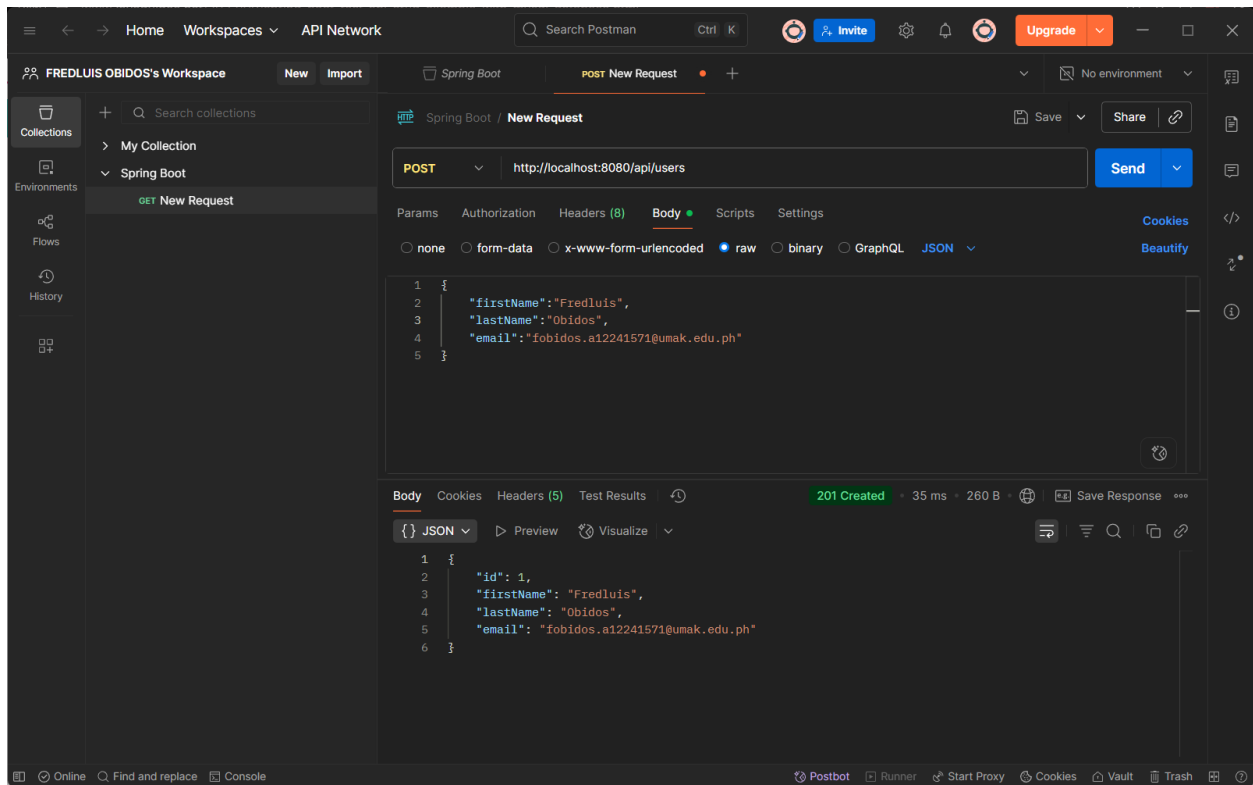 Home Workspaces API Network Search Postman Ctrl K Invite Upgrade
FREDLUIS OBIDOS's Workspace New Import Spring Boot POST New Request No environment
Collections
Environments
Flows
History
Search collections
My Collection
Spring Boot
GET New Request
HTTP Spring Boot / New Request Save Share
POST http://localhost:8080/api/users Send
Params Authorization Headers (8) Body Scripts Settings Cookies
none form-data x-www-form-urlencoded raw binary GraphQL JSON Beautify
1 {
2 "firstName":"Fredluis",
3 "lastName":"Obidos",
4 "email":"fobidos.a12241571@umak.edu.ph"
5 }
Body Cookies Headers (5) Test Results 201 Created 35 ms 260 B e.g. Save Response
{} JSON Preview Visualize
1 {
2 "id": 1,
3 "firstName": "Fredluis",
4 "lastName": "Obidos",
5 "email": "fobidos.a12241571@umak.edu.ph"
6 }
Online Find and replace Console Postbot Runner Start Proxy Cookies Vault Trash